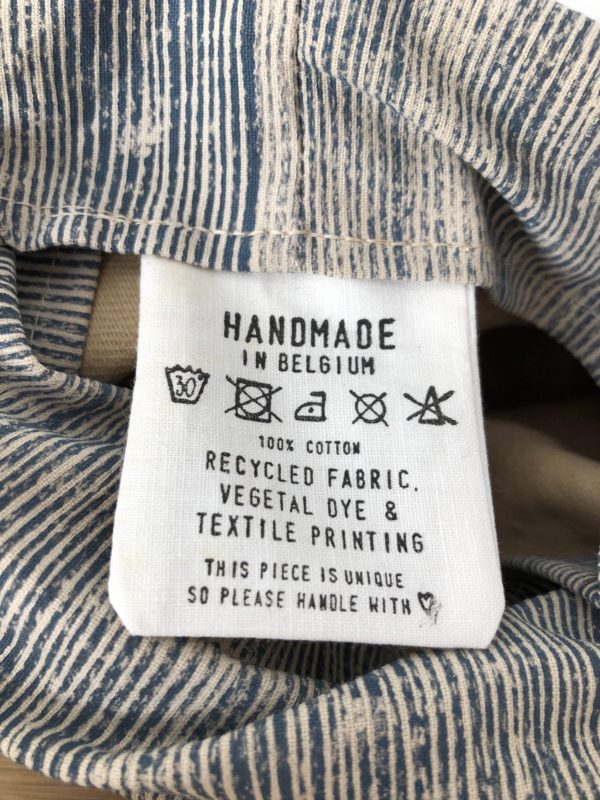 HANDMADE
IN BELGIUM
30°
100% COTTON
RECYCLED FABRIC,
VEGETAL DYE &
TEXTILE PRINTING
THIS PIECE IS UNIQUE
SO PLEASE HANDLE WITH ♡